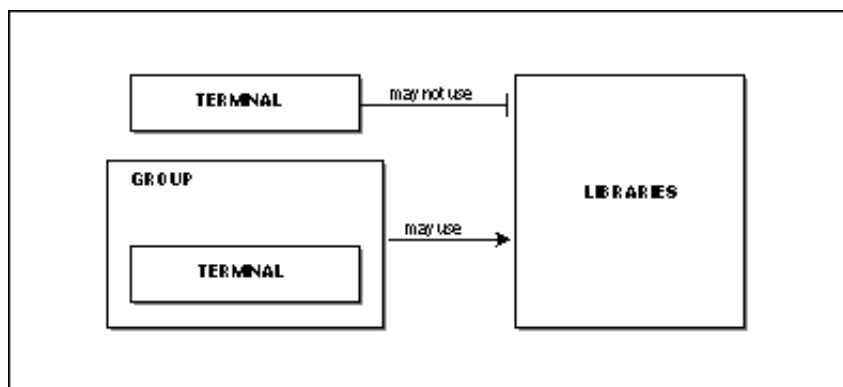 TERMINAL
may not use
GROUP
LIBRARIES
may use
TERMINAL